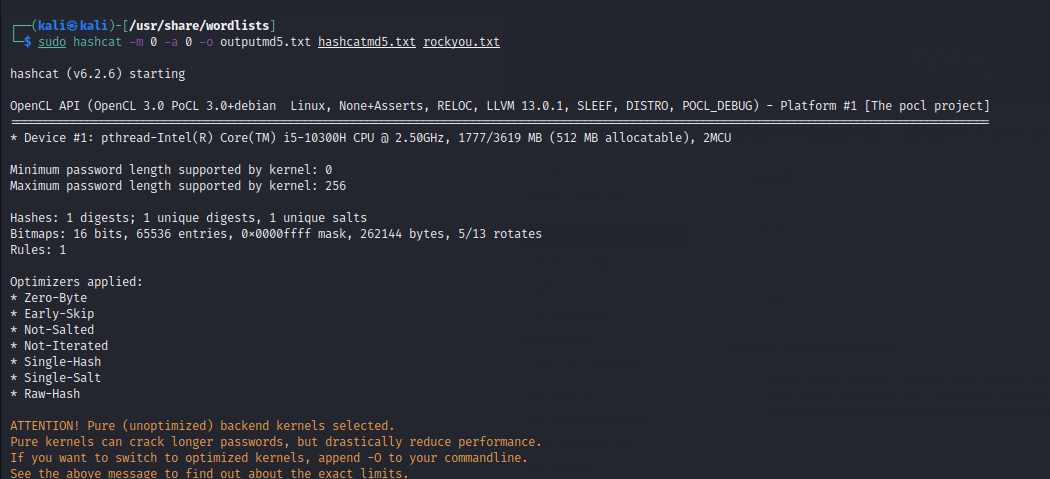 ┌──(kali㉿kali)-[/usr/share/wordlists]
└─$ sudo hashcat -m 0 -a 0 -o outputmd5.txt hashcatmd5.txt rockyou.txt
hashcat (v6.2.6) starting
OpenCL API (OpenCL 3.0 PoCL 3.0+debian  Linux, None+Asserts, RELOC, LLVM 13.0.1, SLEEF, DISTRO, POCL_DEBUG) - Platform #1 [The pocl project]
* Device #1: pthread-Intel(R) Core(TM) i5-10300H CPU @ 2.50GHz, 1777/3619 MB (512 MB allocatable), 2MCU
Minimum password length supported by kernel: 0
Maximum password length supported by kernel: 256
Hashes: 1 digests; 1 unique digests, 1 unique salts
Bitmaps: 16 bits, 65536 entries, 0x0000ffff mask, 262144 bytes, 5/13 rotates
Rules: 1
Optimizers applied:
* Zero-Byte
* Early-Skip
* Not-Salted
* Not-Iterated
* Single-Hash
* Single-Salt
* Raw-Hash
ATTENTION! Pure (unoptimized) backend kernels selected.
Pure kernels can crack longer passwords, but drastically reduce performance.
If you want to switch to optimized kernels, append -O to your commandline.
See the above message to find out about the exact limits.